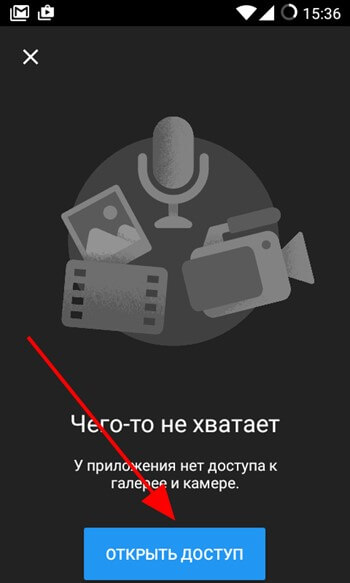 15:36
Чего-то не хватает
У приложения нет доступа к
галерее и камере.
ОТКРЫТЬ ДОСТУП